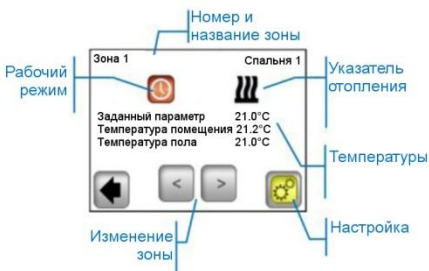 Номер и
название зоны
Зона 1
Спальня 1
Рабочий
режим
Указатель
отопления
Заданный параметр 21.0°C
Температура помещения 21.2°C
Температура пола 21.0°C
Температуры
< >
Изменение
зоны
Настройка